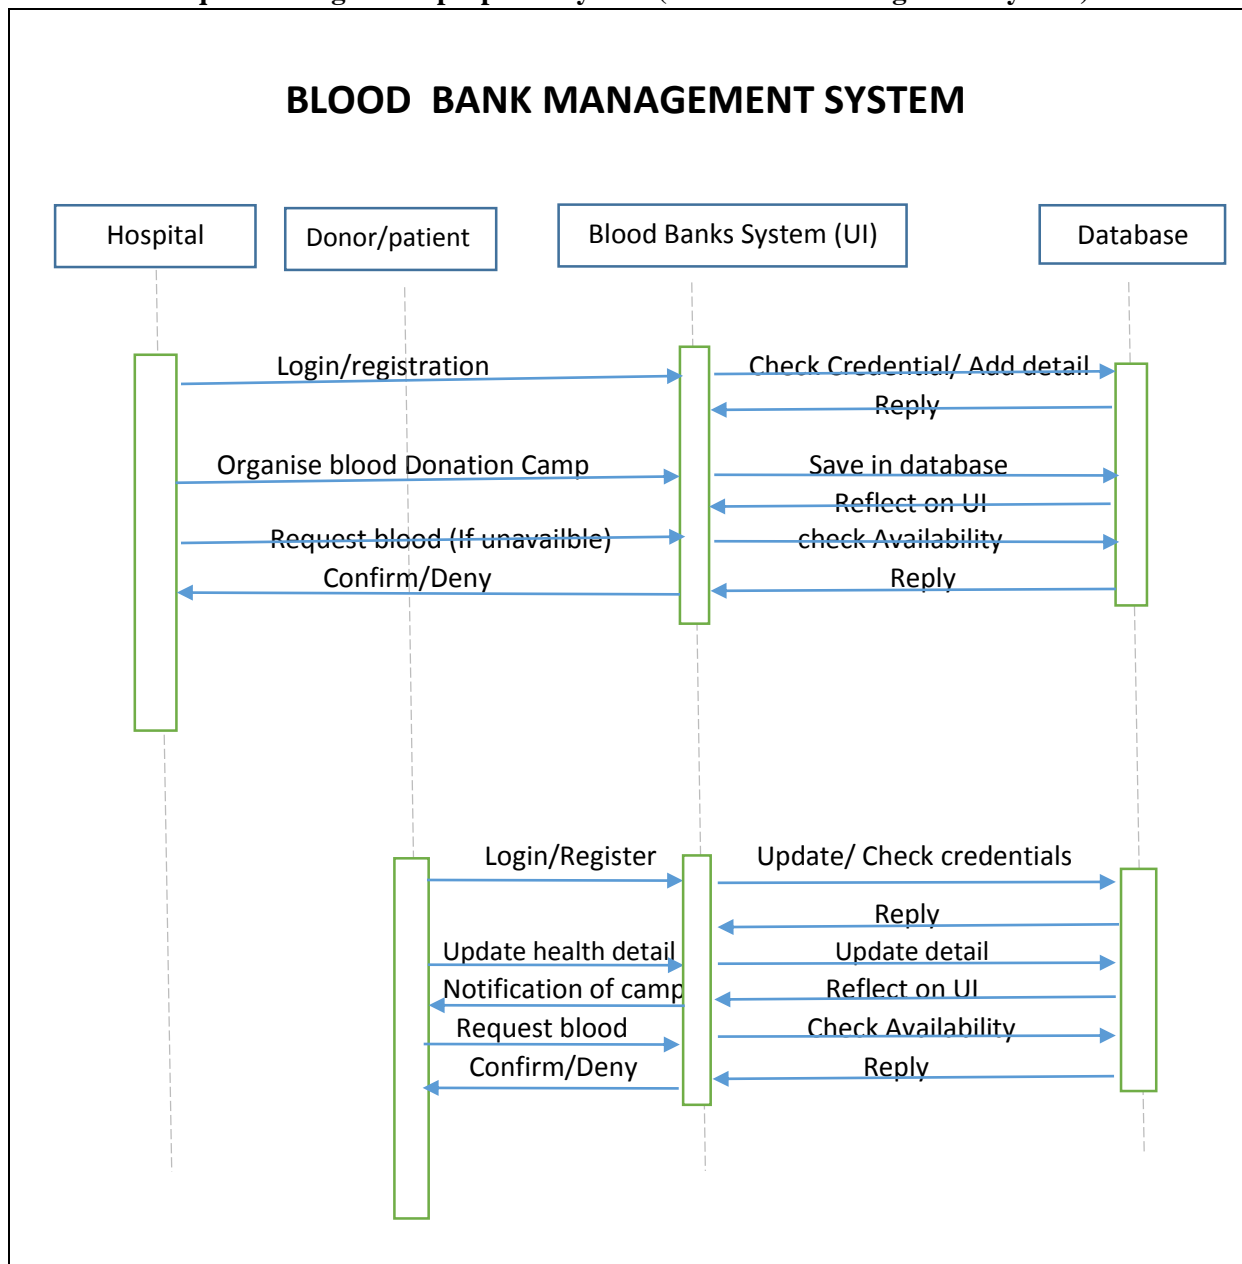 BLOOD BANK MANAGEMENT SYSTEM
Hospital
Donor/patient
Blood Banks System (UI)
Database
Login/registration
Check Credential/ Add detail
Reply
Organise blood Donation Camp
Save in database
Reflect on UI
Request blood (If unavailble)
check Availability
Confirm/Deny
Reply
Login/Register
Update/ Check credentials
Reply
Update health detail
Update detail
Notification of camp
Reflect on UI
Request blood
Check Availability
Confirm/Deny
Reply